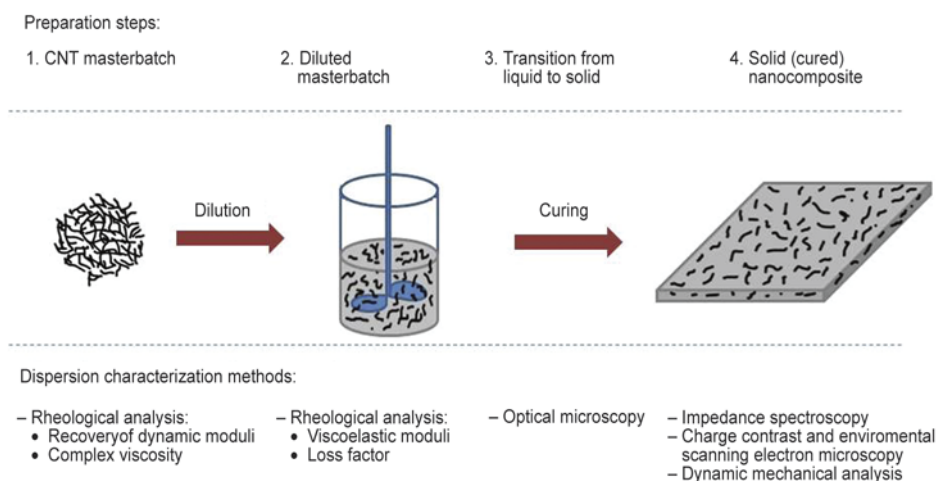 Preparation steps:
1. CNT masterbatch
2. Diluted
masterbatch
3. Transition from
liquid to solid
4. Solid (cured)
nanocomposite
Dilution
Curing
Dispersion characterization methods:
– Rheological analysis:
• Recoveryof dynamic moduli
• Complex viscosity
– Rheological analysis:
• Viscoelastic moduli
• Loss factor
– Optical microscopy
– Impedance spectroscopy
– Charge contrast and enviromental
scanning electron microscopy
– Dynamic mechanical analysis